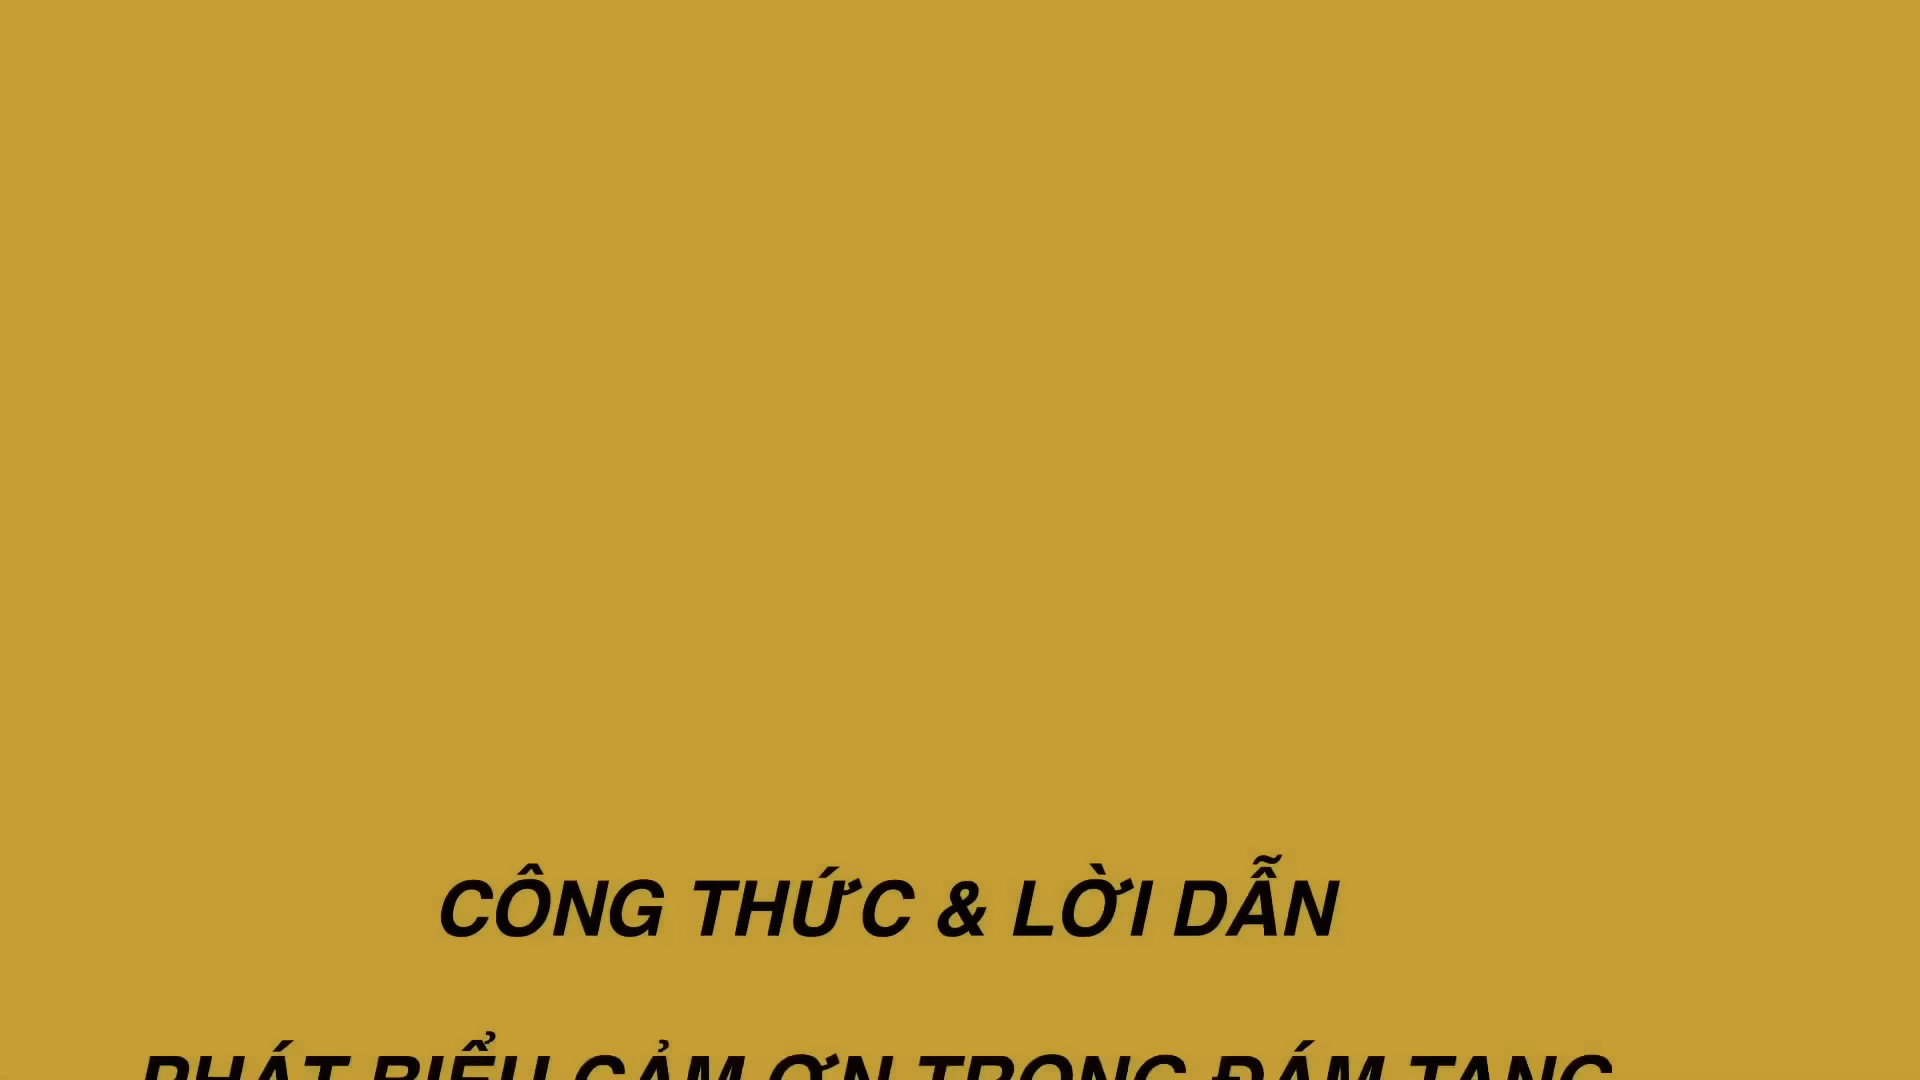 CÔNG THỨC & LỜI DẪN
PHÁT BIỂU CẢM ƠN TRONG ĐÁM TANG